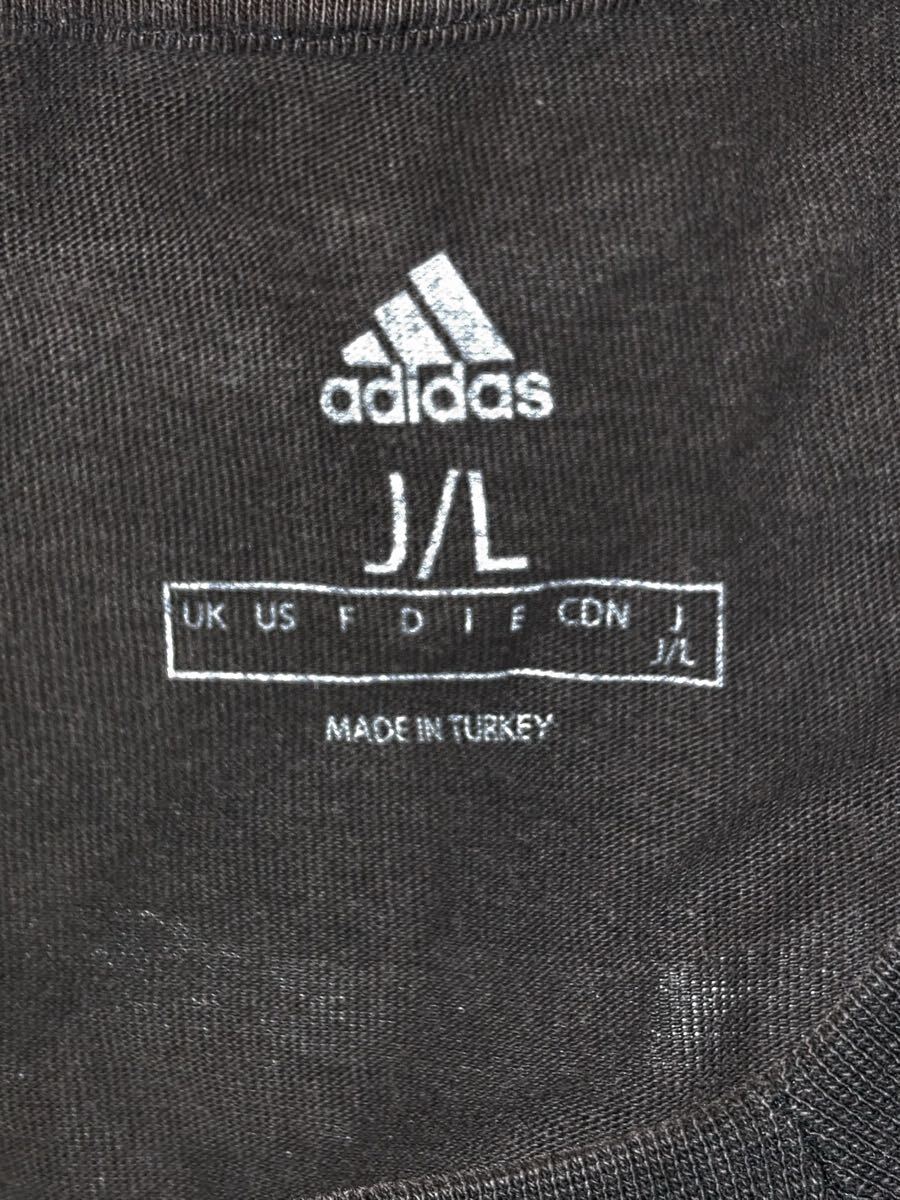 adidas
J/L
UK US F D I E CDN J
J/L
MADE IN TURKEY